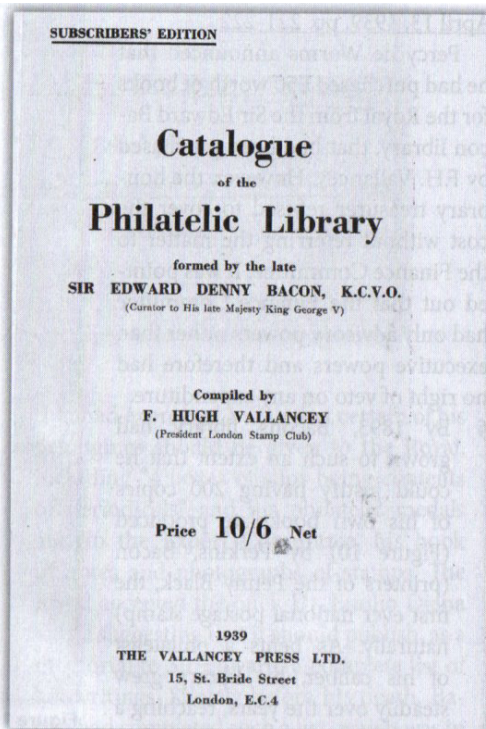 SUBSCRIBERS' EDITION
Catalogue
of the
Philatelic Library
formed by the late
SIR EDWARD DENNY BACON, K.C.V.O.
(Curator to His late Majesty King George V)
Compiled by
F. HUGH VALLANCEY
(President London Stamp Club)
Price 10/6 Net
1939
THE VALLANCEY PRESS LTD.
15, St. Bride Street
London, E.C.4